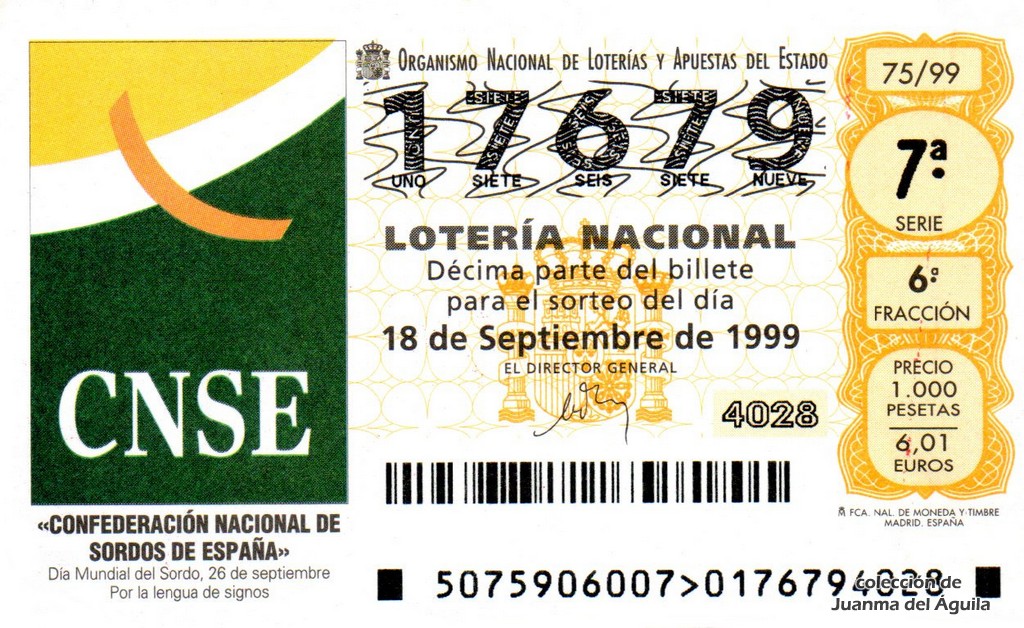 CNSE
«CONFEDERACIÓN NACIONAL DE
SORDOS DE ESPAÑA»
Día Mundial del Sordo, 26 de septiembre
Por la lengua de signos
ORGANISMO NACIONAL DE LOTERÍAS Y APUESTAS DEL ESTADO
17679
UNO SIETE SEIS SIETE NUEVE
LOTERÍA NACIONAL
Décima parte del billete
para el sorteo del día
18 de Septiembre de 1999
EL DIRECTOR GENERAL
4028
75/99
7ª
SERIE
6ª
FRACCIÓN
PRECIO
1.000
PESETAS
6,01
EUROS
FCA. NAL. DE MONEDA Y TIMBRE
MADRID. ESPAÑA
5075906007>0176794028
colección de
Juanma del Águila